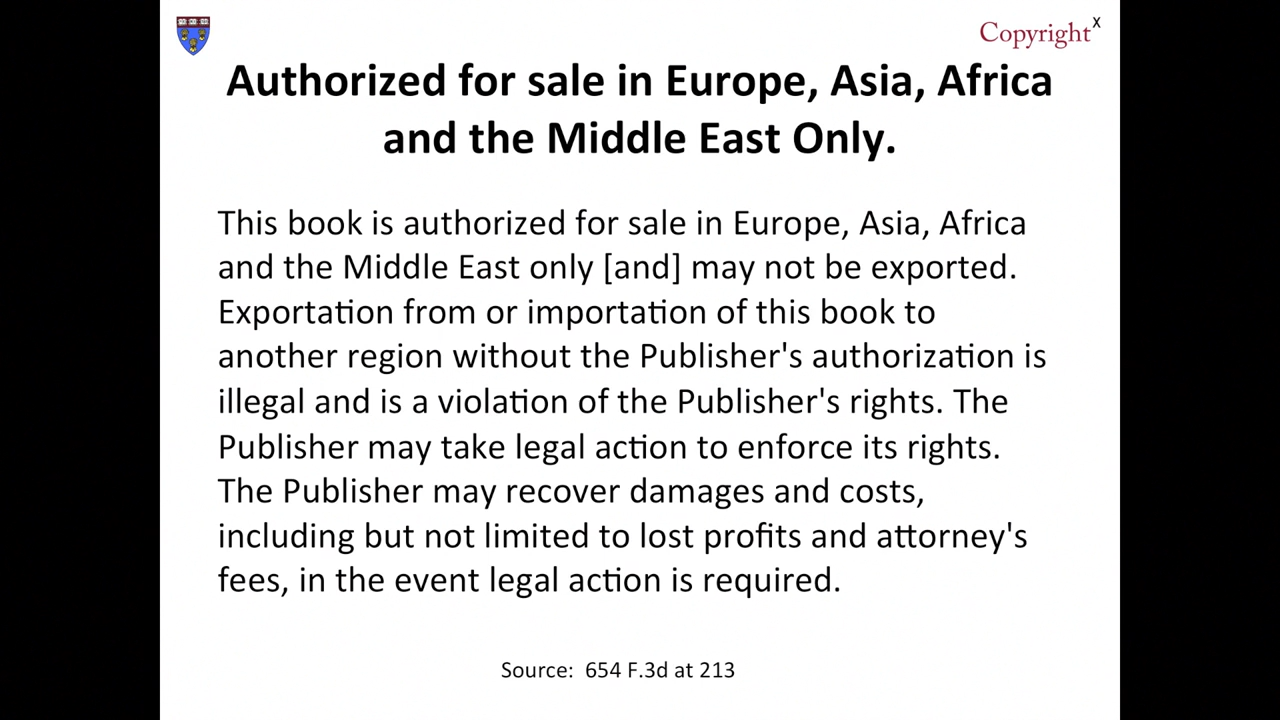 Copyright X
Authorized for sale in Europe, Asia, Africa
and the Middle East Only.
This book is authorized for sale in Europe, Asia, Africa
and the Middle East only [and] may not be exported.
Exportation from or importation of this book to
another region without the Publisher's authorization is
illegal and is a violation of the Publisher's rights. The
Publisher may take legal action to enforce its rights.
The Publisher may recover damages and costs,
including but not limited to lost profits and attorney's
fees, in the event legal action is required.
Source:  654 F.3d at 213